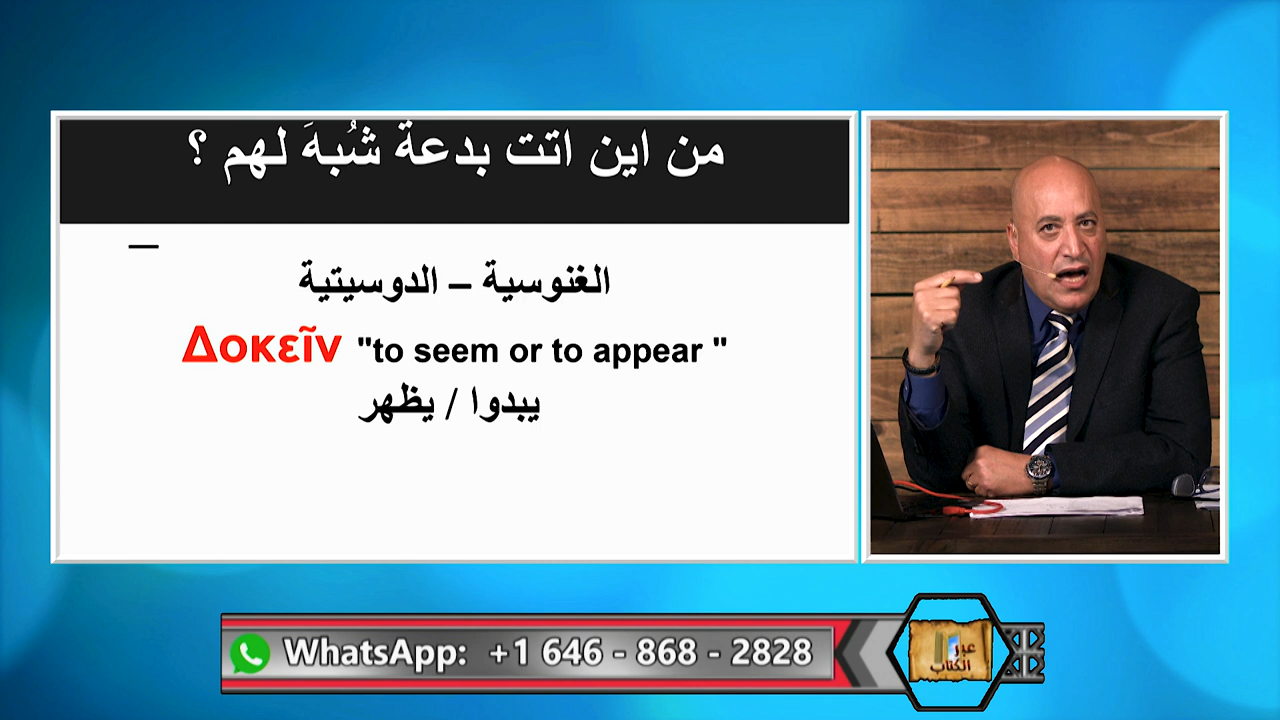 من اين اتت بدعة شُبهَ لهم ؟
الغنوسية – الدوسيتية
Δοκεῖν "to seem or to appear "
يبدوا / يظهر
WhatsApp: +1 646 - 868 - 2828
عبر
الكتاب